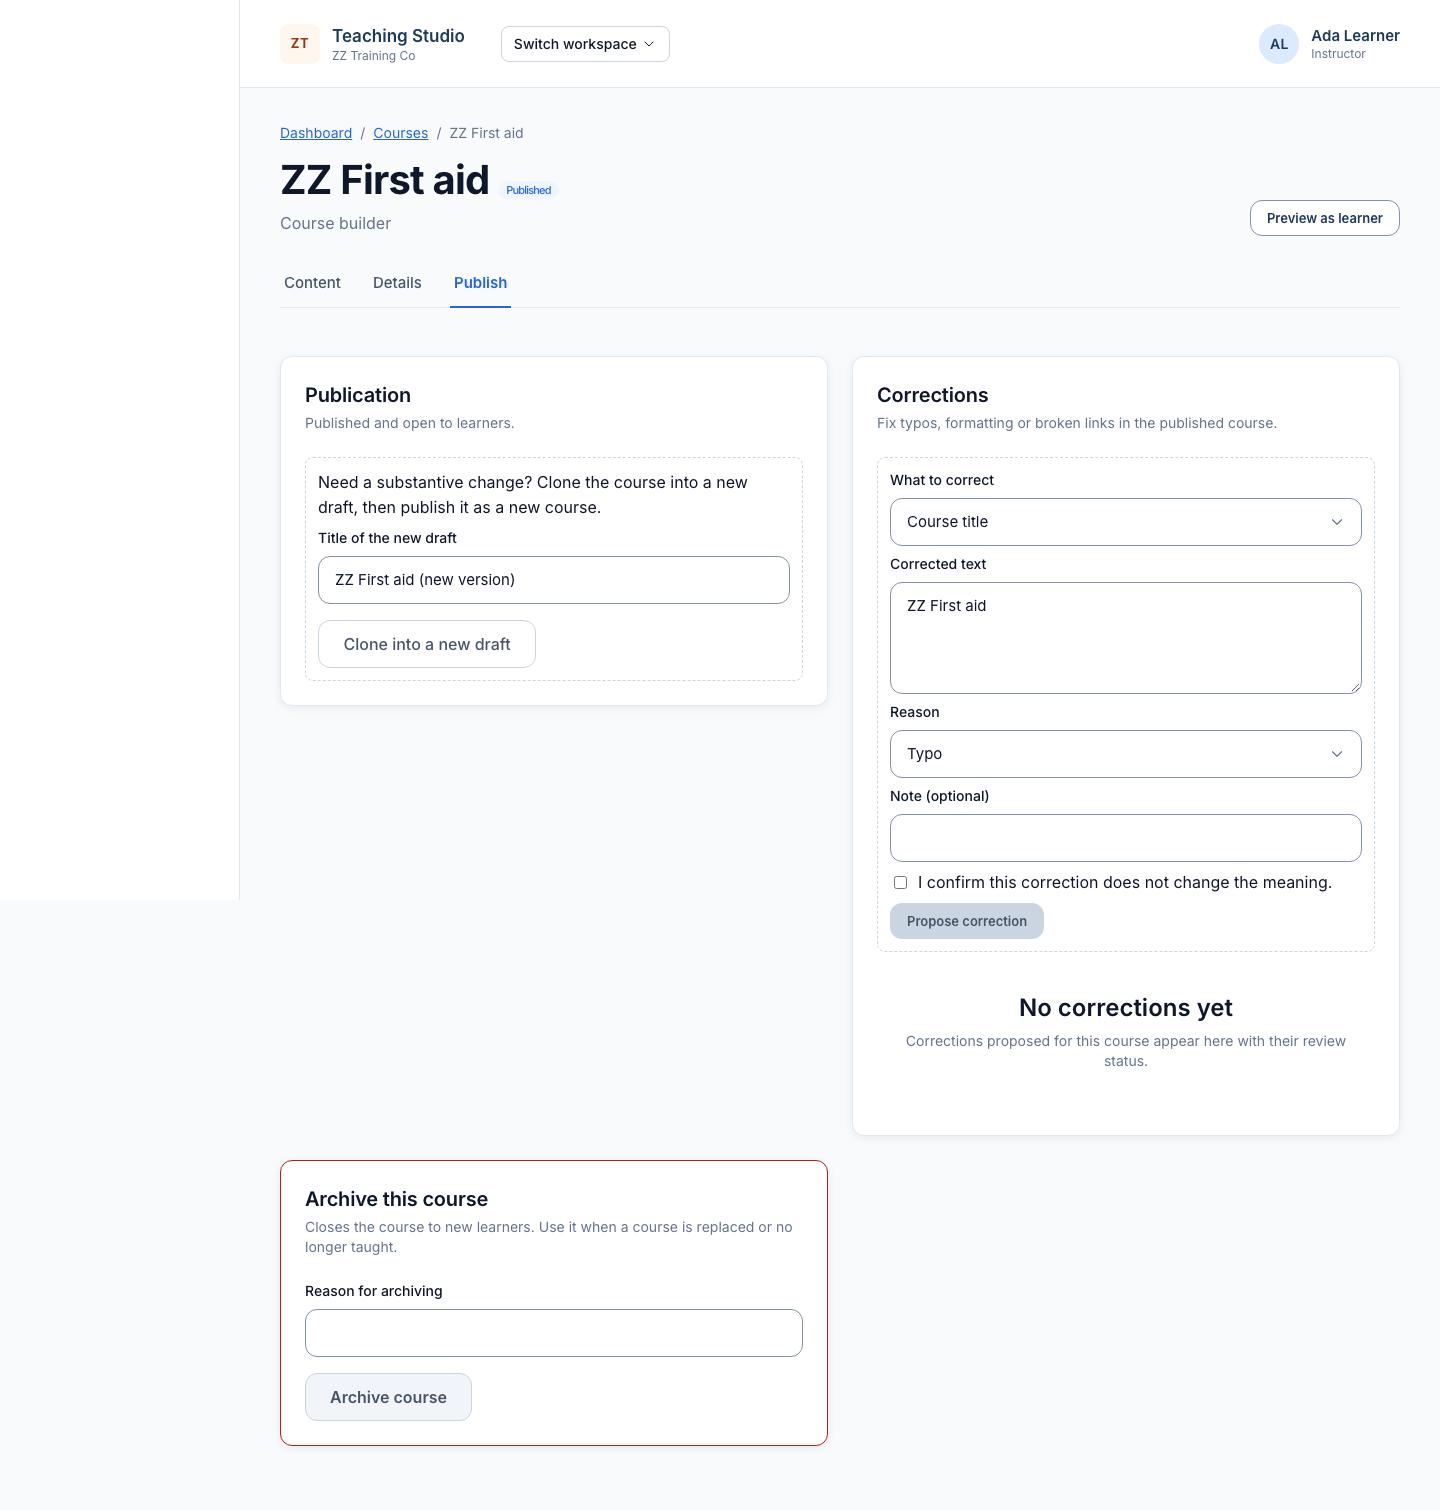 ZT
Teaching Studio
ZZ Training Co
Switch workspace
AL
Ada Learner
Instructor
Dashboard / Courses / ZZ First aid
ZZ First aid
Published
Course builder
Preview as learner
Content
Details
Publish
Publication
Published and open to learners.
Need a substantive change? Clone the course into a new
draft, then publish it as a new course.
Title of the new draft
ZZ First aid (new version)
Clone into a new draft
Corrections
Fix typos, formatting or broken links in the published course.
What to correct
Course title
Corrected text
ZZ First aid
Reason
Typo
Note (optional)
I confirm this correction does not change the meaning.
Propose correction
No corrections yet
Corrections proposed for this course appear here with their review
status.
Archive this course
Closes the course to new learners. Use it when a course is replaced or no
longer taught.
Reason for archiving
Archive course